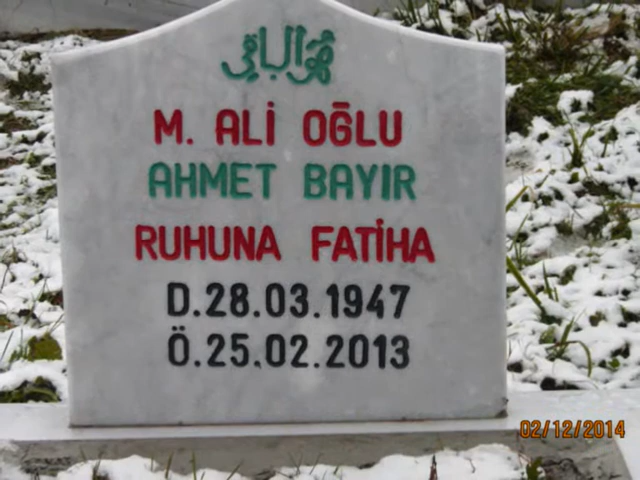 هو الباقي
M. ALİ OĞLU
AHMET BAYIR
RUHUNA FATİHA
D.28.03.1947
Ö.25.02.2013
02/12/2014